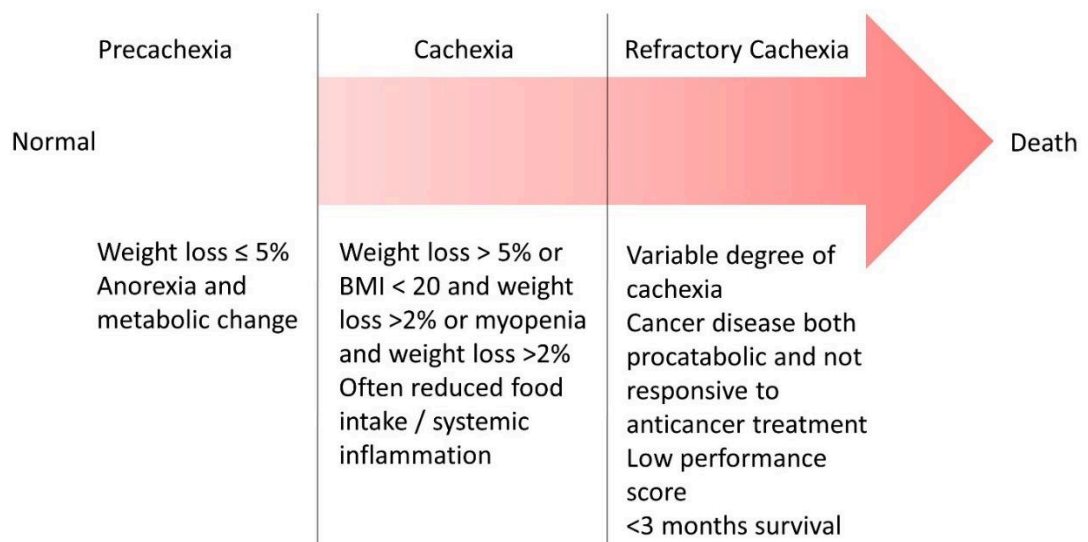 Precachexia
Cachexia
Refractory Cachexia
Normal
Death
Weight loss ≤ 5%
Anorexia and
metabolic change
Weight loss > 5% or
BMI < 20 and weight
loss >2% or myopenia
and weight loss >2%
Often reduced food
intake / systemic
inflammation
Variable degree of
cachexia
Cancer disease both
procatabolic and not
responsive to
anticancer treatment
Low performance
score
<3 months survival